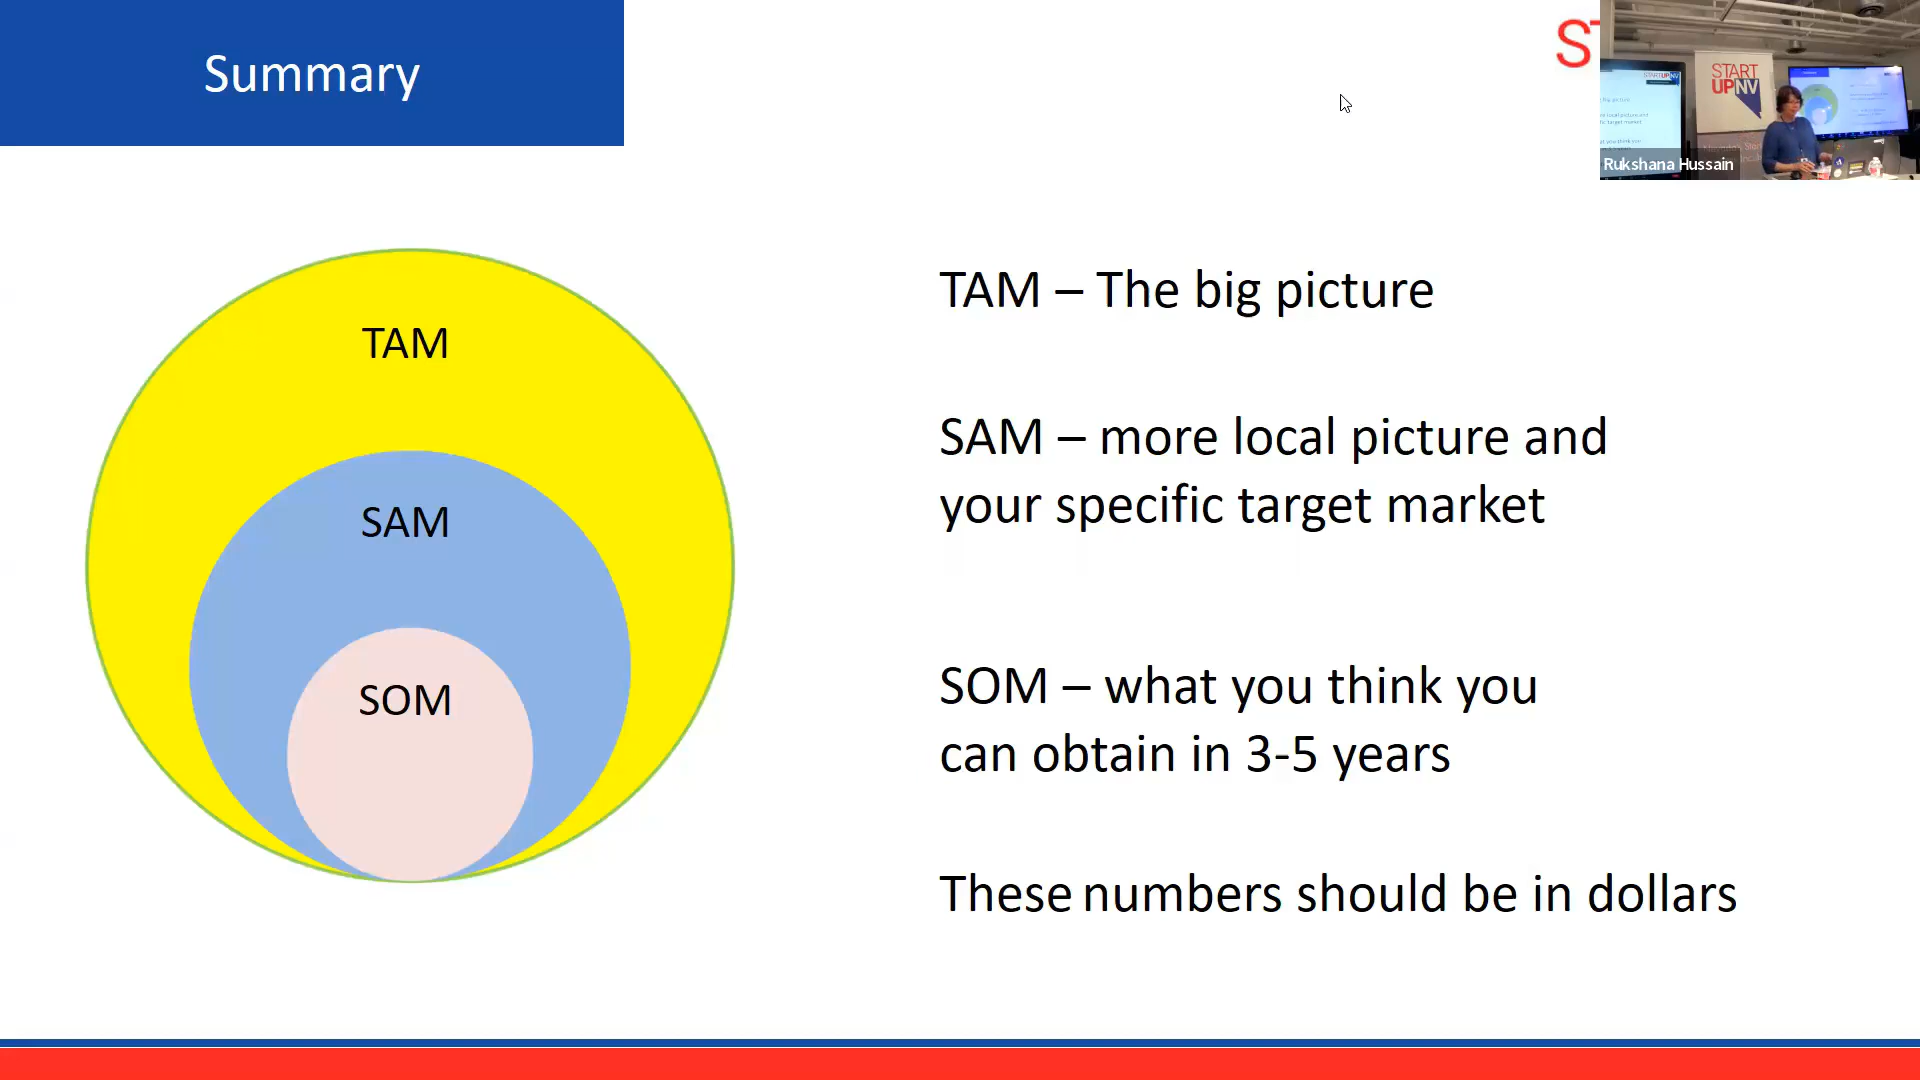 Summary
START
UPNV
Rukshana Hussain
TAM
SAM
SOM
TAM – The big picture
SAM – more local picture and
your specific target market
SOM – what you think you
can obtain in 3-5 years
These numbers should be in dollars